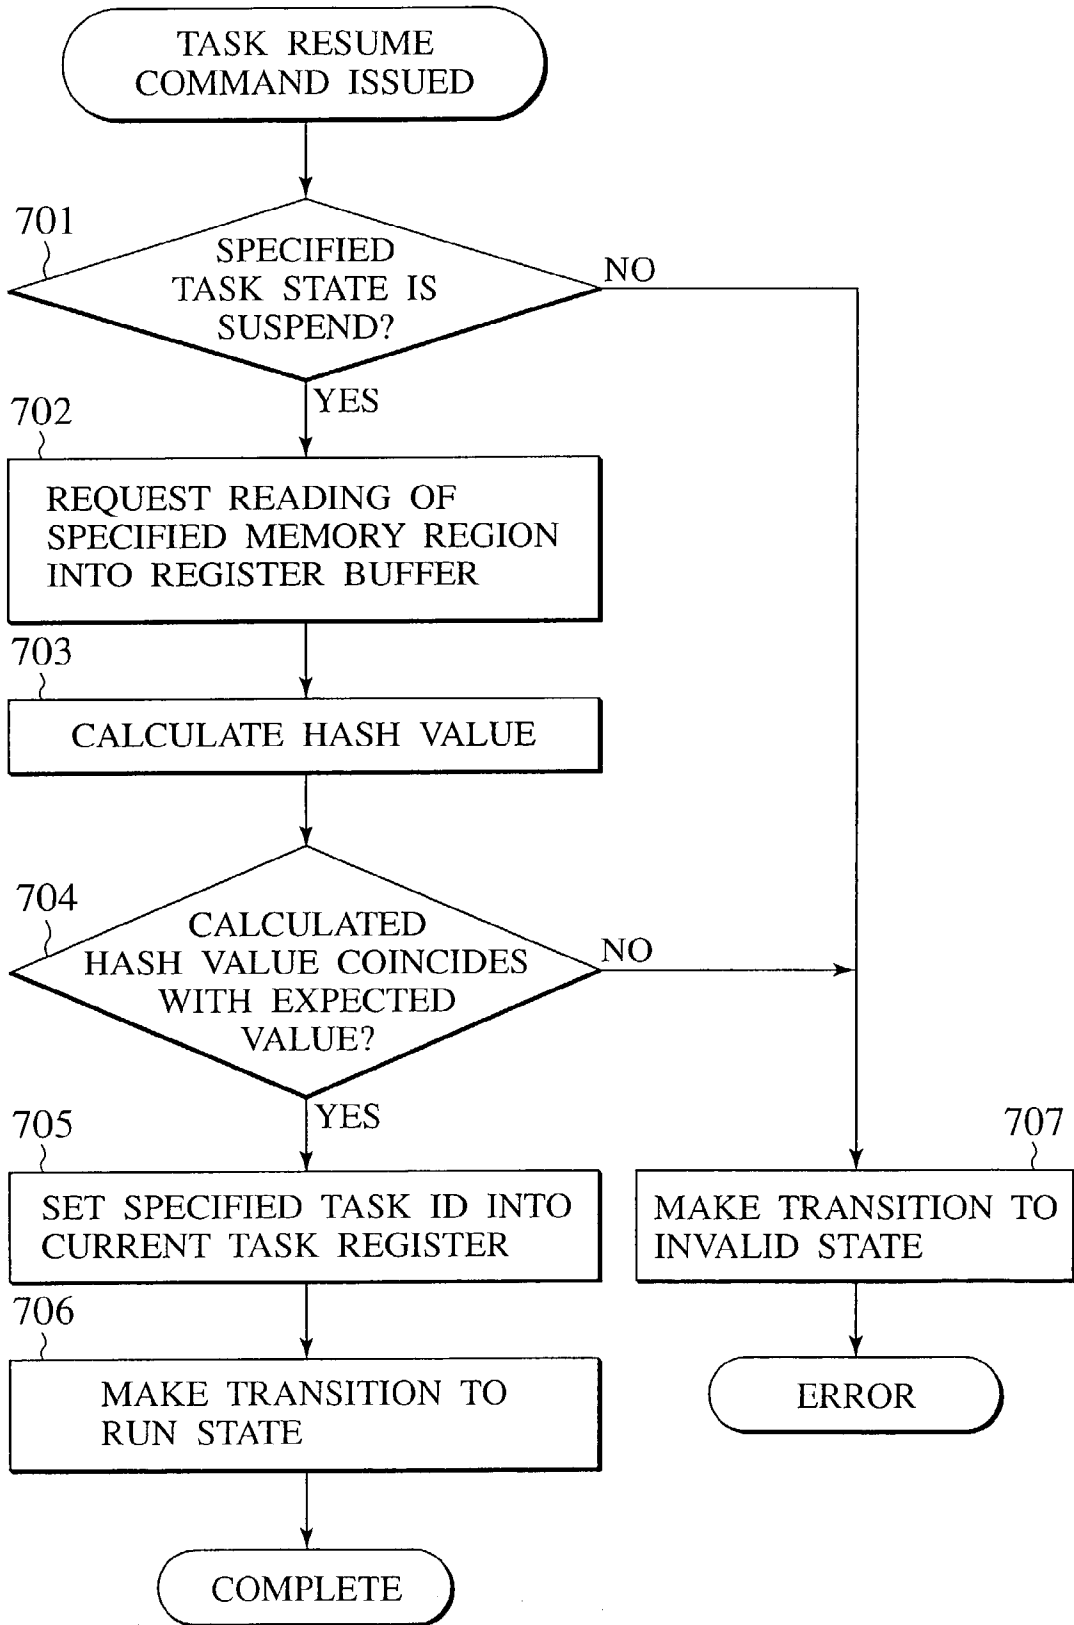 TASK RESUME
COMMAND ISSUED
701
SPECIFIED
TASK STATE IS
SUSPEND?
NO
YES
702
REQUEST READING OF
SPECIFIED MEMORY REGION
INTO REGISTER BUFFER
703
CALCULATE HASH VALUE
704
CALCULATED
HASH VALUE COINCIDES
WITH EXPECTED
VALUE?
NO
YES
705
SET SPECIFIED TASK ID INTO
CURRENT TASK REGISTER
706
MAKE TRANSITION TO
RUN STATE
COMPLETE
707
MAKE TRANSITION TO
INVALID STATE
ERROR